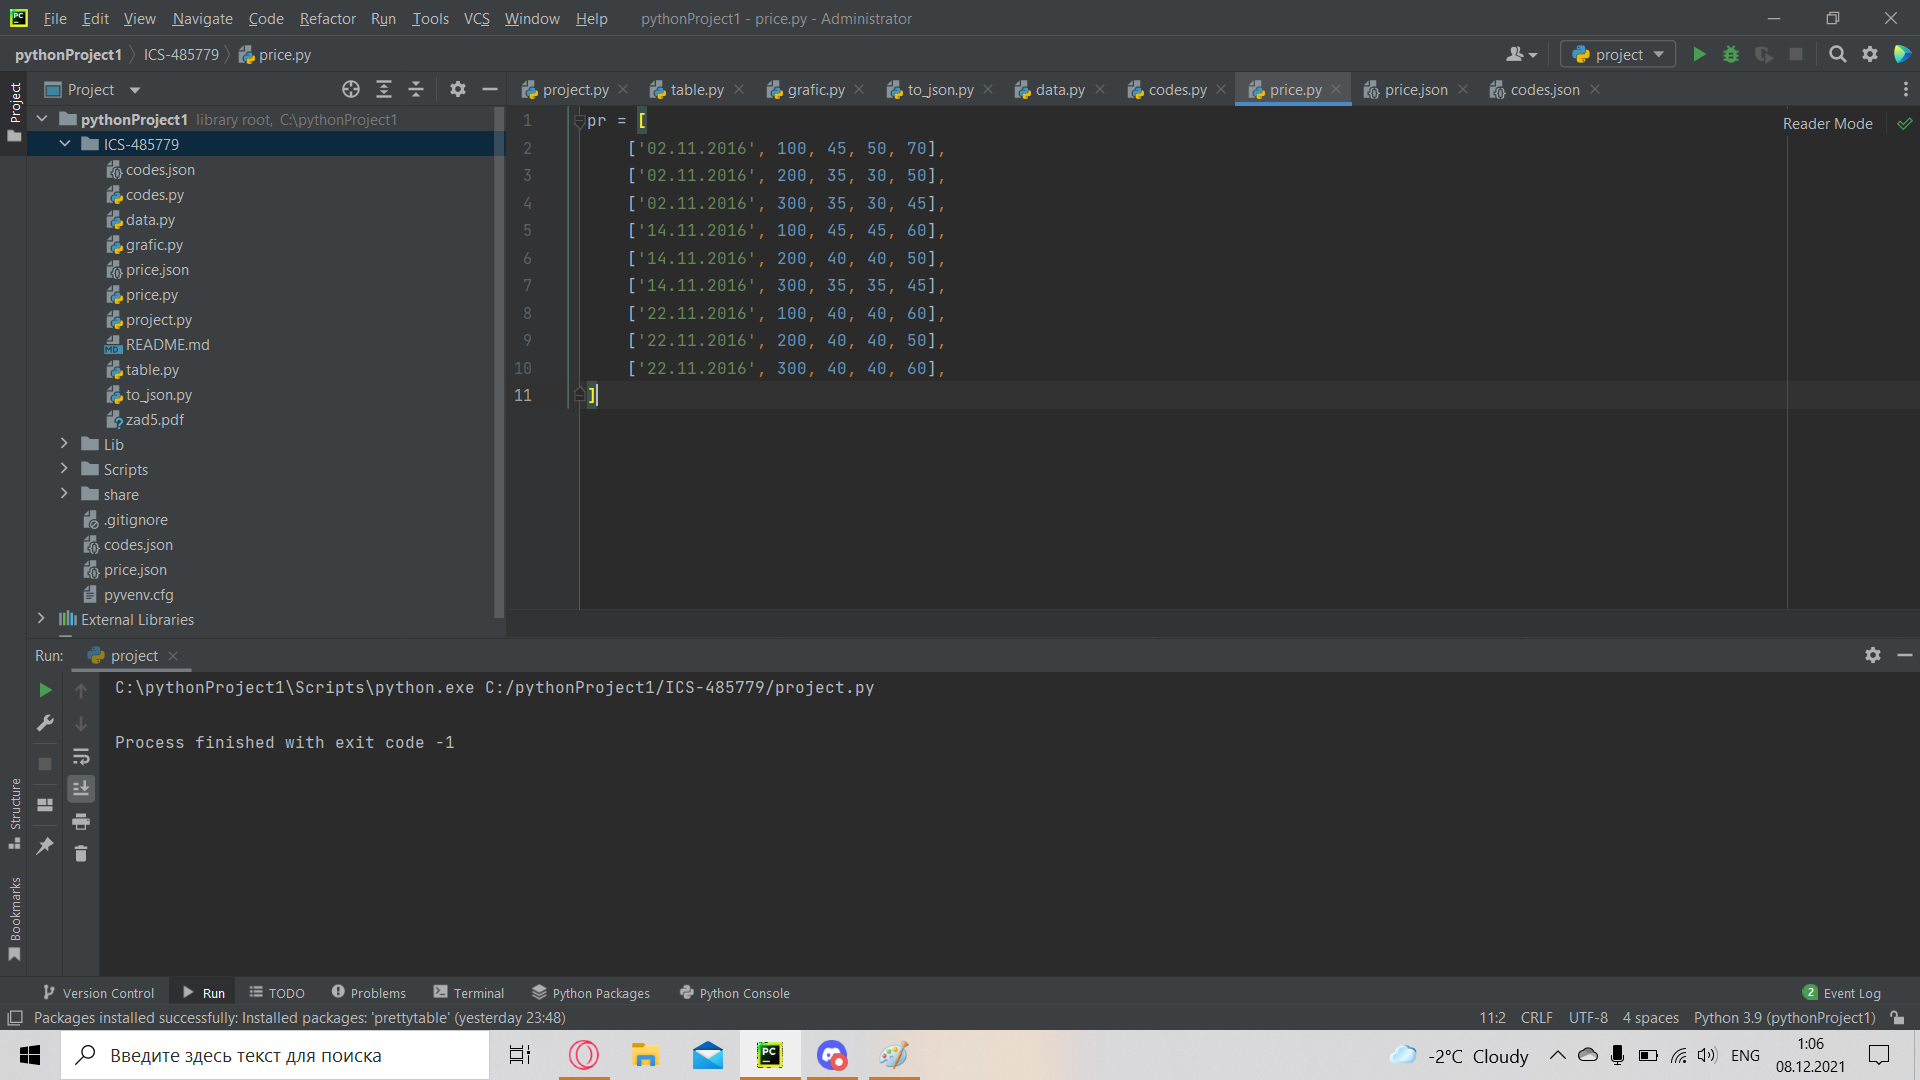 File Edit View Navigate Code Refactor Run Tools VCS Window Help pythonProject1 - price.py - Administrator
pythonProject1 ICS-485779 price.py project
Project project.py table.py grafic.py to_json.py data.py codes.py price.py price.json codes.json
Project
pythonProject1 library root, C:\pythonProject1
ICS-485779
codes.json
codes.py
data.py
grafic.py
price.json
price.py
project.py
README.md
table.py
to_json.py
zad5.pdf
Lib
Scripts
share
.gitignore
codes.json
price.json
pyvenv.cfg
External Libraries
Reader Mode
1 pr = [
2 ['02.11.2016', 100, 45, 50, 70],
3 ['02.11.2016', 200, 35, 30, 50],
4 ['02.11.2016', 300, 35, 30, 45],
5 ['14.11.2016', 100, 45, 45, 60],
6 ['14.11.2016', 200, 40, 40, 50],
7 ['14.11.2016', 300, 35, 35, 45],
8 ['22.11.2016', 100, 40, 40, 60],
9 ['22.11.2016', 200, 40, 40, 50],
10 ['22.11.2016', 300, 40, 40, 60],
11 ]
Run: project
C:\pythonProject1\Scripts\python.exe C:/pythonProject1/ICS-485779/project.py
Process finished with exit code -1
Structure
Bookmarks
Version Control Run TODO Problems Terminal Python Packages Python Console 2 Event Log
Packages installed successfully: Installed packages: 'prettytable' (yesterday 23:48) 11:2 CRLF UTF-8 4 spaces Python 3.9 (pythonProject1)
Введите здесь текст для поиска -2°C Cloudy ENG 1:06
08.12.2021